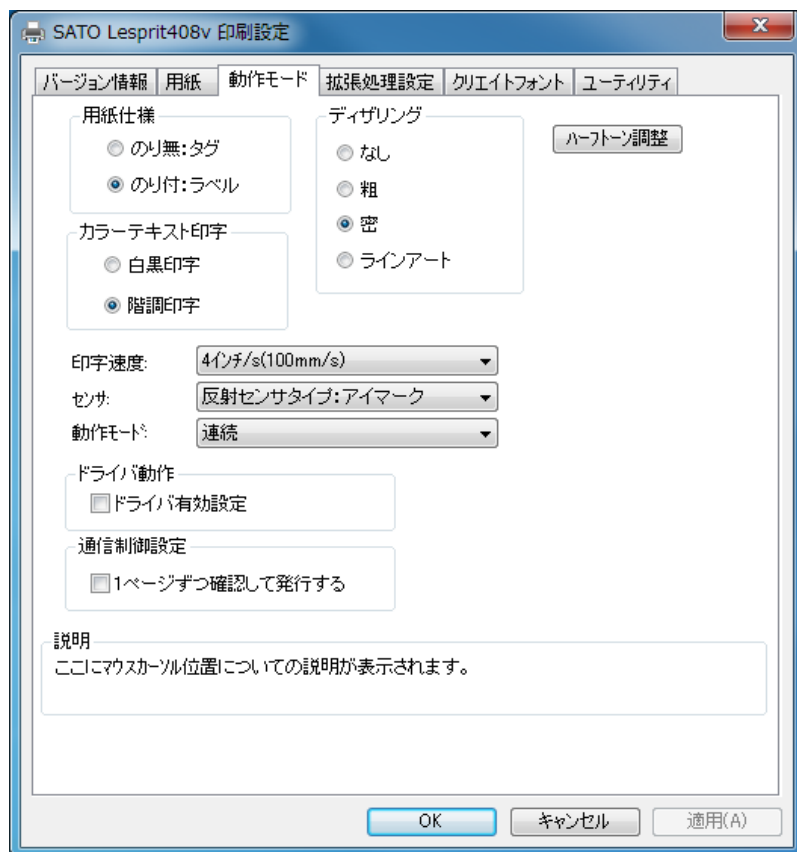 SATO Lesprit408v 印刷設定
バージョン情報 用紙 動作モード 拡張処理設定 クリエイトフォント ユーティリティ
用紙仕様
のり無:タグ
のり付:ラベル
ディザリング
なし
粗
密
ラインアート
ハーフトーン調整
カラーテキスト印字
白黒印字
階調印字
印字速度: 4インチ/s(100mm/s)
センサ: 反射センサタイプ:アイマーク
動作モード: 連続
ドライバ動作
ドライバ有効設定
通信制御設定
1ページずつ確認して発行する
説明
ここにマウスカーソル位置についての説明が表示されます。
OK キャンセル 適用(A)